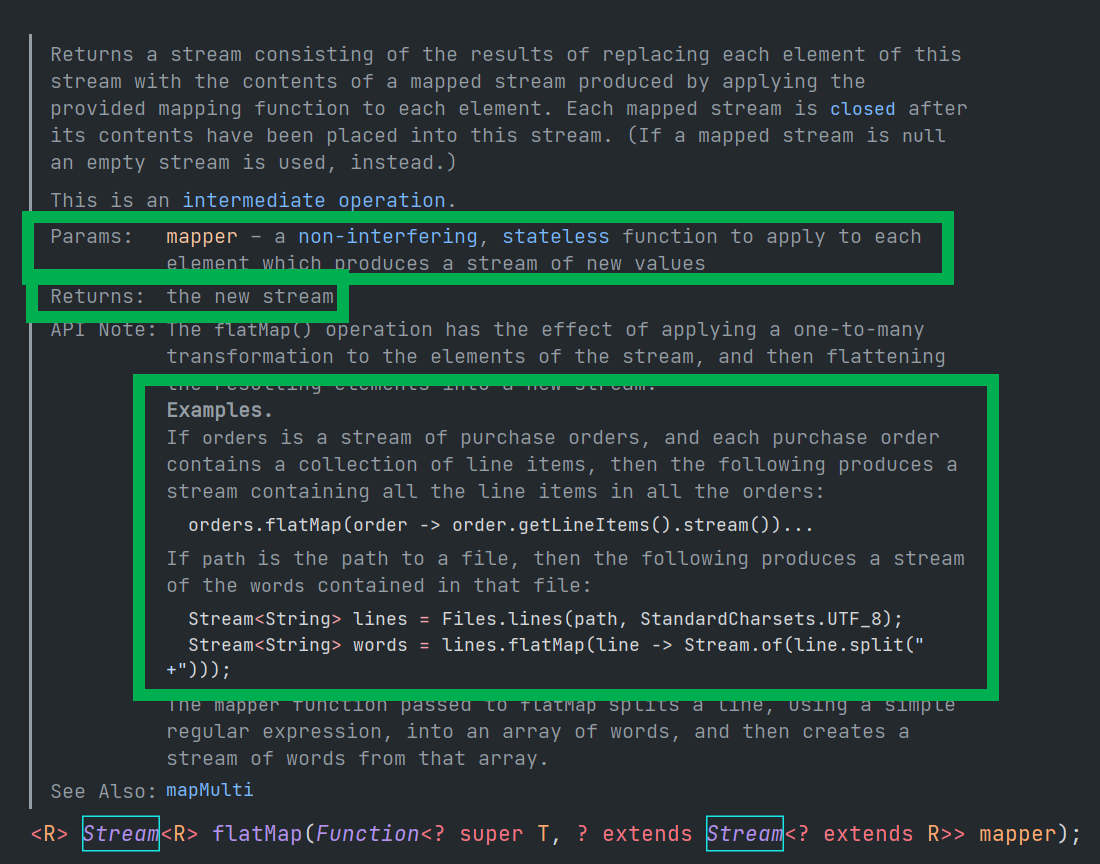 Returns a stream consisting of the results of replacing each element of this
stream with the contents of a mapped stream produced by applying the
provided mapping function to each element. Each mapped stream is closed after
its contents have been placed into this stream. (If a mapped stream is null
an empty stream is used, instead.)
This is an intermediate operation.
Params: mapper – a non-interfering, stateless function to apply to each
element which produces a stream of new values
Returns: the new stream
API Note: The flatMap() operation has the effect of applying a one-to-many
transformation to the elements of the stream, and then flattening
the resulting elements into a new stream.
Examples.
If orders is a stream of purchase orders, and each purchase order
contains a collection of line items, then the following produces a
stream containing all the line items in all the orders:
orders.flatMap(order -> order.getLineItems().stream())...
If path is the path to a file, then the following produces a stream
of the words contained in that file:
Stream<String> lines = Files.lines(path, StandardCharsets.UTF_8);
Stream<String> words = lines.flatMap(line -> Stream.of(line.split("
+")));
The mapper function passed to flatMap splits a line, using a simple
regular expression, into an array of words, and then creates a
stream of words from that array.
See Also: mapMulti
<R> Stream<R> flatMap(Function<? super T, ? extends Stream<? extends R>> mapper);